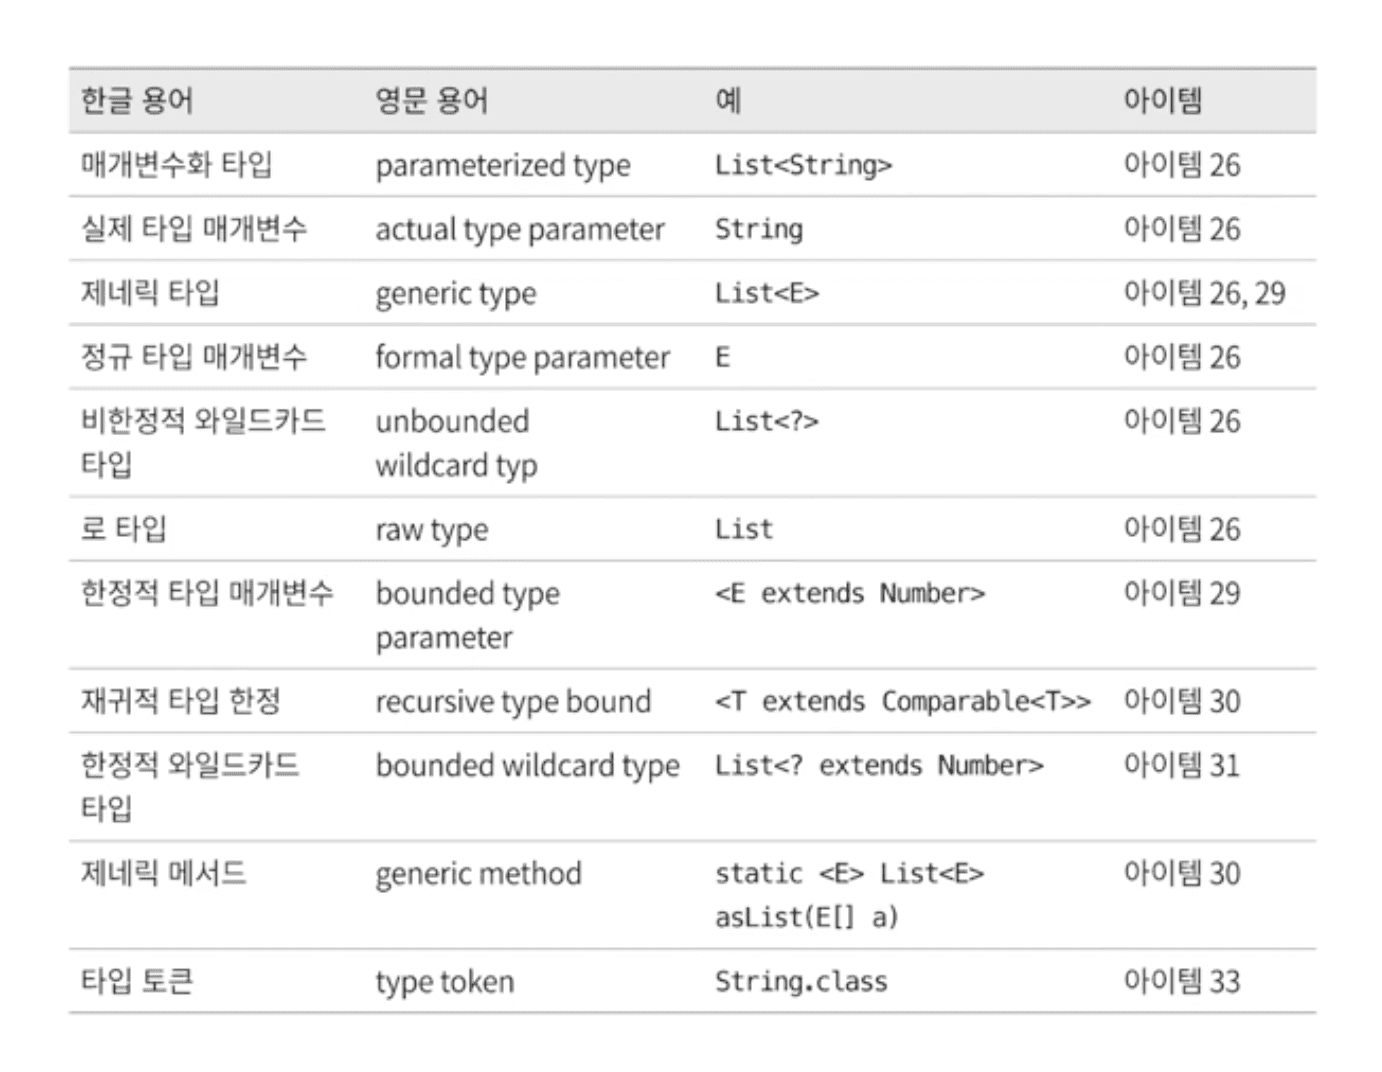 한글 용어 영문 용어 예 아이템
매개변수화 타입 parameterized type List<String> 아이템 26
실제 타입 매개변수 actual type parameter String 아이템 26
제네릭 타입 generic type List<E> 아이템 26, 29
정규 타입 매개변수 formal type parameter E 아이템 26
비한정적 와일드카드 unbounded List<?> 아이템 26
타입 wildcard typ
로 타입 raw type List 아이템 26
한정적 타입 매개변수 bounded type <E extends Number> 아이템 29
parameter
재귀적 타입 한정 recursive type bound <T extends Comparable<T>> 아이템 30
한정적 와일드카드 bounded wildcard type List<? extends Number> 아이템 31
타입
제네릭 메서드 generic method static <E> List<E> 아이템 30
asList(E[] a)
타입 토큰 type token String.class 아이템 33